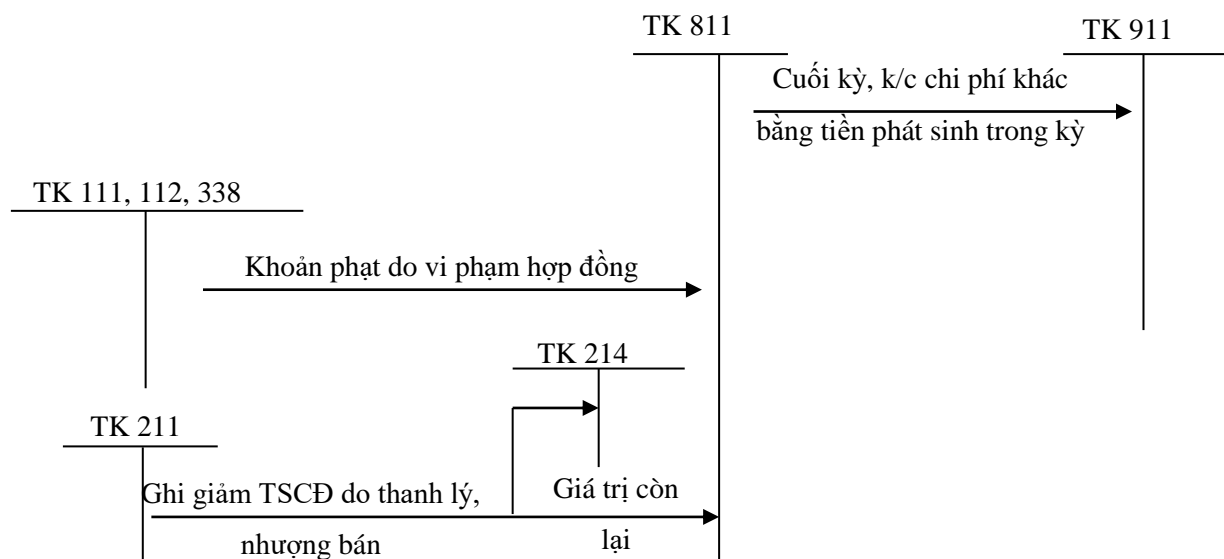 TK 811
TK 911
Cuối kỳ, k/c chi phí khác
bằng tiền phát sinh trong kỳ
TK 111, 112, 338
Khoản phạt do vi phạm hợp đồng
TK 214
TK 211
Ghi giảm TSCĐ do thanh lý,
nhượng bán
Giá trị còn
lại